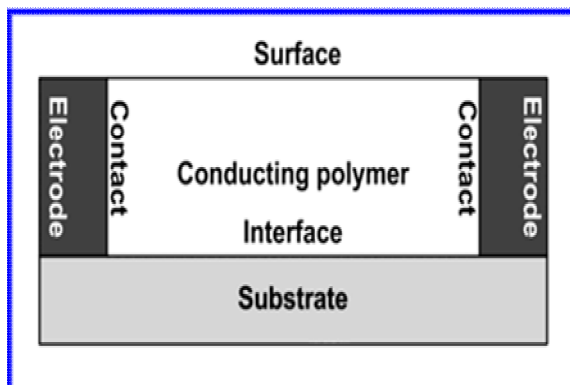 Surface
Electrode
Contact
Conducting polymer
Contact
Electrode
Interface
Substrate